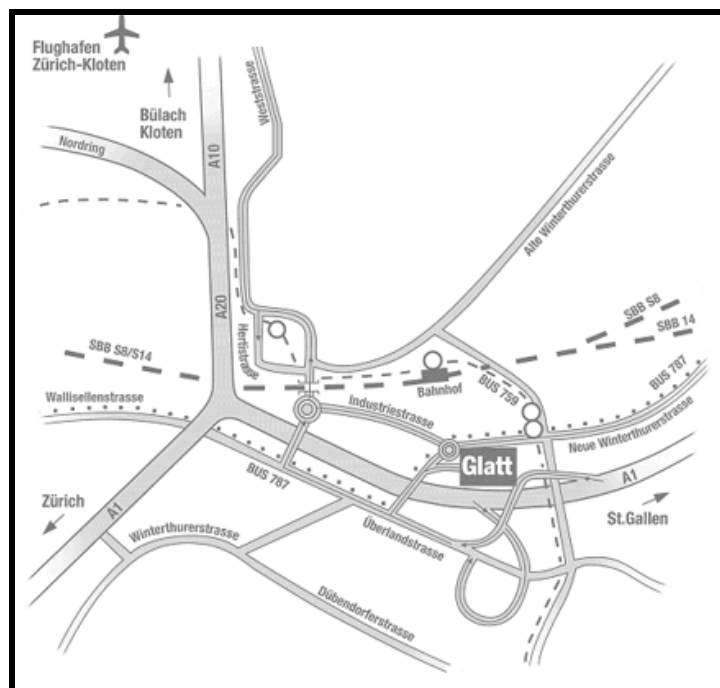 Flughafen
Zürich-Kloten
Bülach
Kloten
Nordring
A10
Weststrasse
Alte Winterthurerstrasse
A20
SBB S8
SBB 14
SBB S8/S14
Hertistrasse
Bahnhof
BUS 759
BUS 787
Wallisellenstrasse
Industriestrasse
Neue Winterthurerstrasse
Glatt
BUS 787
A1
Zürich
A1
St.Gallen
Winterthurerstrasse
Überlandstrasse
Dübendorferstrasse